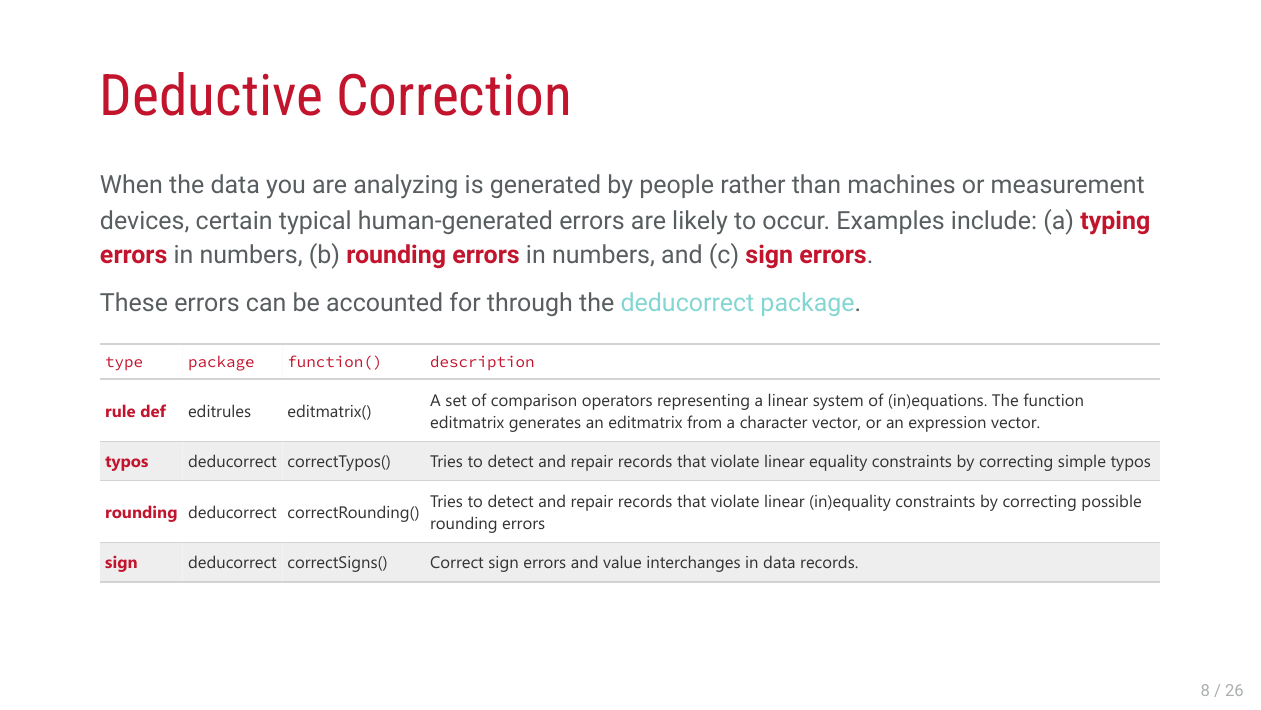 Deductive Correction
When the data you are analyzing is generated by people rather than machines or measurement
devices, certain typical human-generated errors are likely to occur. Examples include: (a) typing
errors in numbers, (b) rounding errors in numbers, and (c) sign errors.
These errors can be accounted for through the deducorrect package.
type package function() description
rule def editrules editmatrix() A set of comparison operators representing a linear system of (in)equations. The function
editmatrix generates an editmatrix from a character vector, or an expression vector.
typos deducorrect correctTypos() Tries to detect and repair records that violate linear equality constraints by correcting simple typos
rounding deducorrect correctRounding() Tries to detect and repair records that violate linear (in)equality constraints by correcting possible
rounding errors
sign deducorrect correctSigns() Correct sign errors and value interchanges in data records.
8 / 26